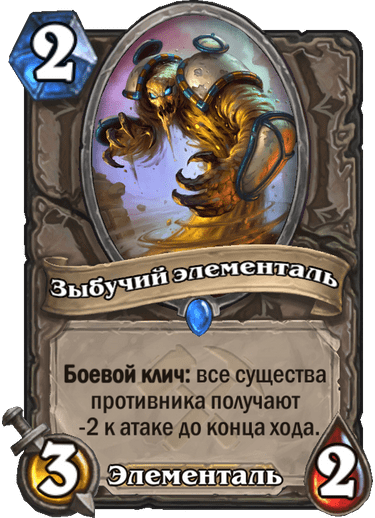 2
Зыбучий элементаль
Боевой клич: все существа
противника получают
-2 к атаке до конца хода.
3
Элементаль
2